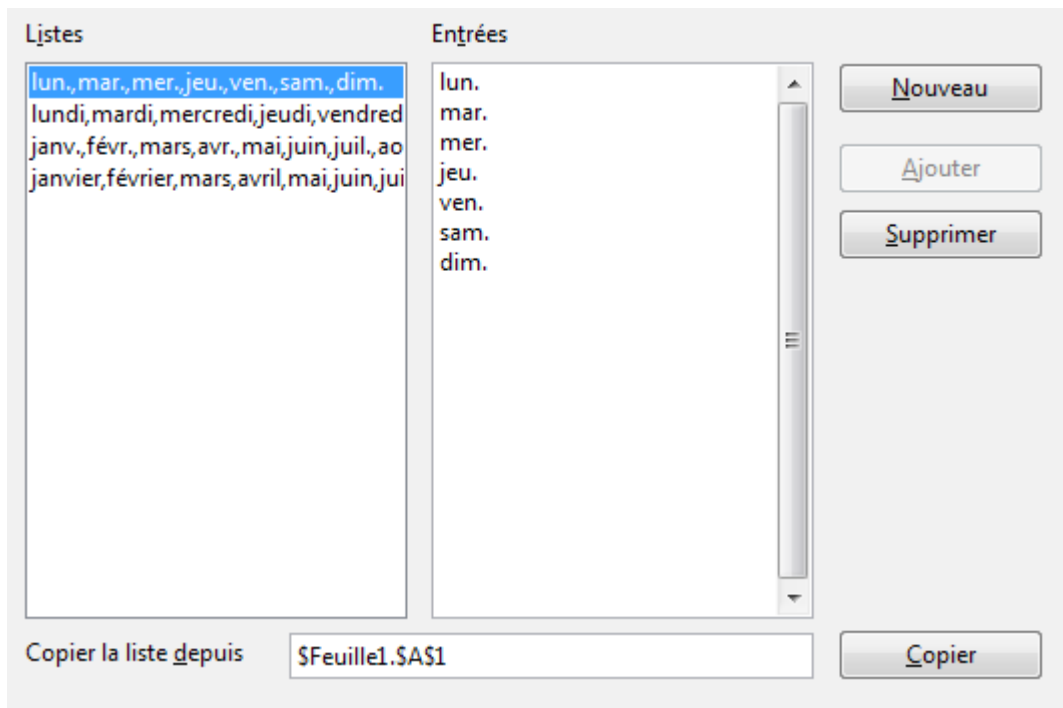 Listes
Entrées
lun.,mar.,mer.,jeu.,ven.,sam.,dim.
lundi,mardi,mercredi,jeudi,vendred
janv.,févr.,mars,avr.,mai,juin,juil.,ao
janvier,février,mars,avril,mai,juin,jui
lun.
mar.
mer.
jeu.
ven.
sam.
dim.
Nouveau
Ajouter
Supprimer
Copier la liste depuis
$Feuille1.$A$1
Copier